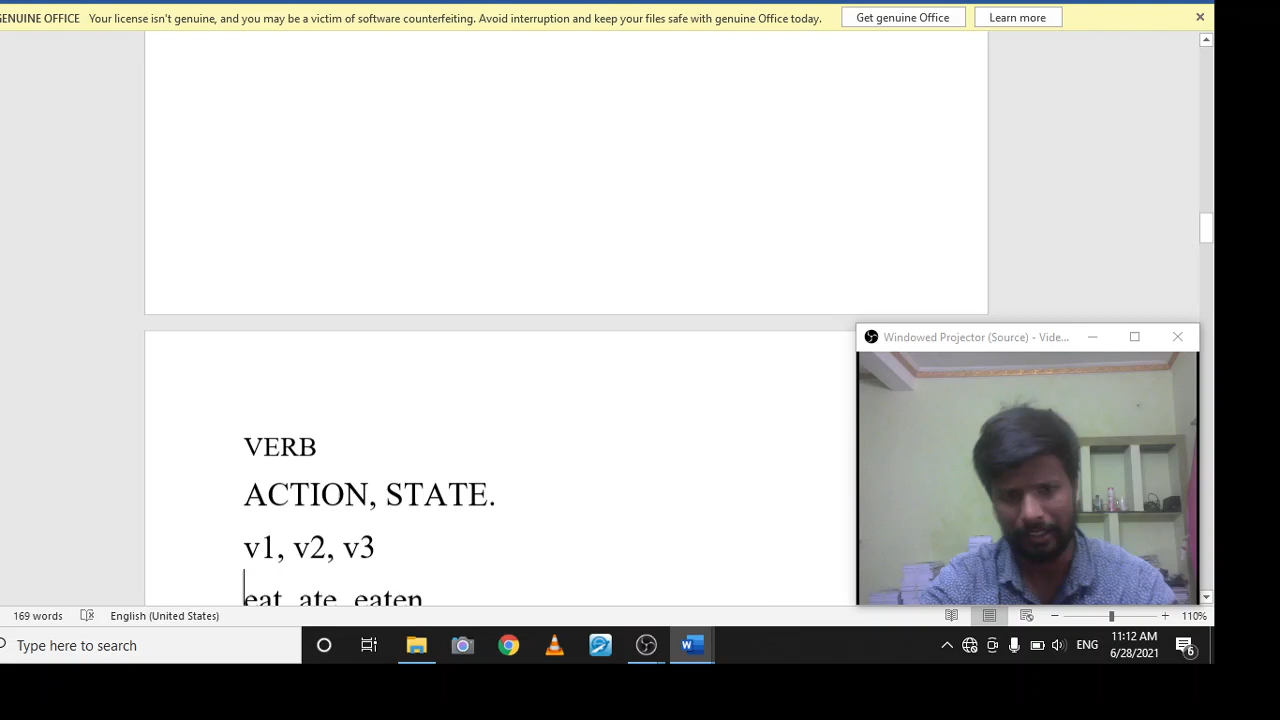 GENUINE OFFICE Your license isn't genuine, and you may be a victim of software counterfeiting. Avoid interruption and keep your files safe with genuine Office today. Get genuine Office Learn more
Windowed Projector (Source) - Vide...
VERB
ACTION, STATE.
v1, v2, v3
eat ate eaten
169 words English (United States) 110%
Type here to search
ENG
11:12 AM
6/28/2021
6